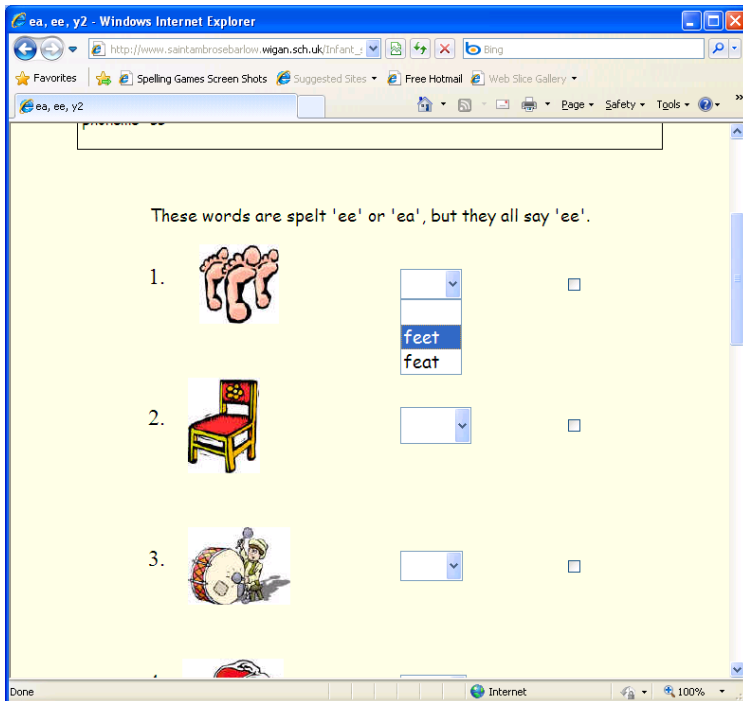 ea, ee, y2 - Windows Internet Explorer
http://www.saintambrosebarlow.wigan.sch.uk/Infant_
Bing
Favorites
Spelling Games Screen Shots
Suggested Sites
Free Hotmail
Web Slice Gallery
ea, ee, y2
Page
Safety
Tools
»
These words are spelt 'ee' or 'ea', but they all say 'ee'.
1.
feet
feat
2.
3.
Done
Internet
100%